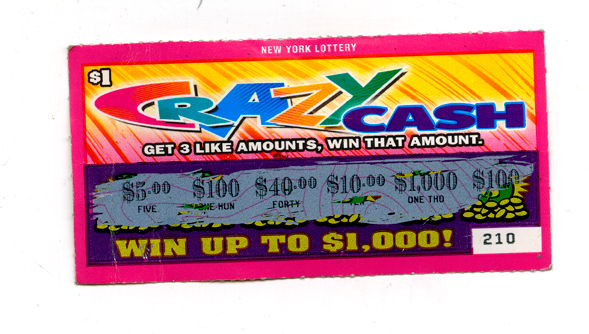 NEW YORK LOTTERY
$1
CRAZY CASH
GET 3 LIKE AMOUNTS, WIN THAT AMOUNT.
$5.00 $100 $40.00 $10.00 $1,000 $100
FIVE HUN FORTY ONE THO
WIN UP TO $1,000!
210